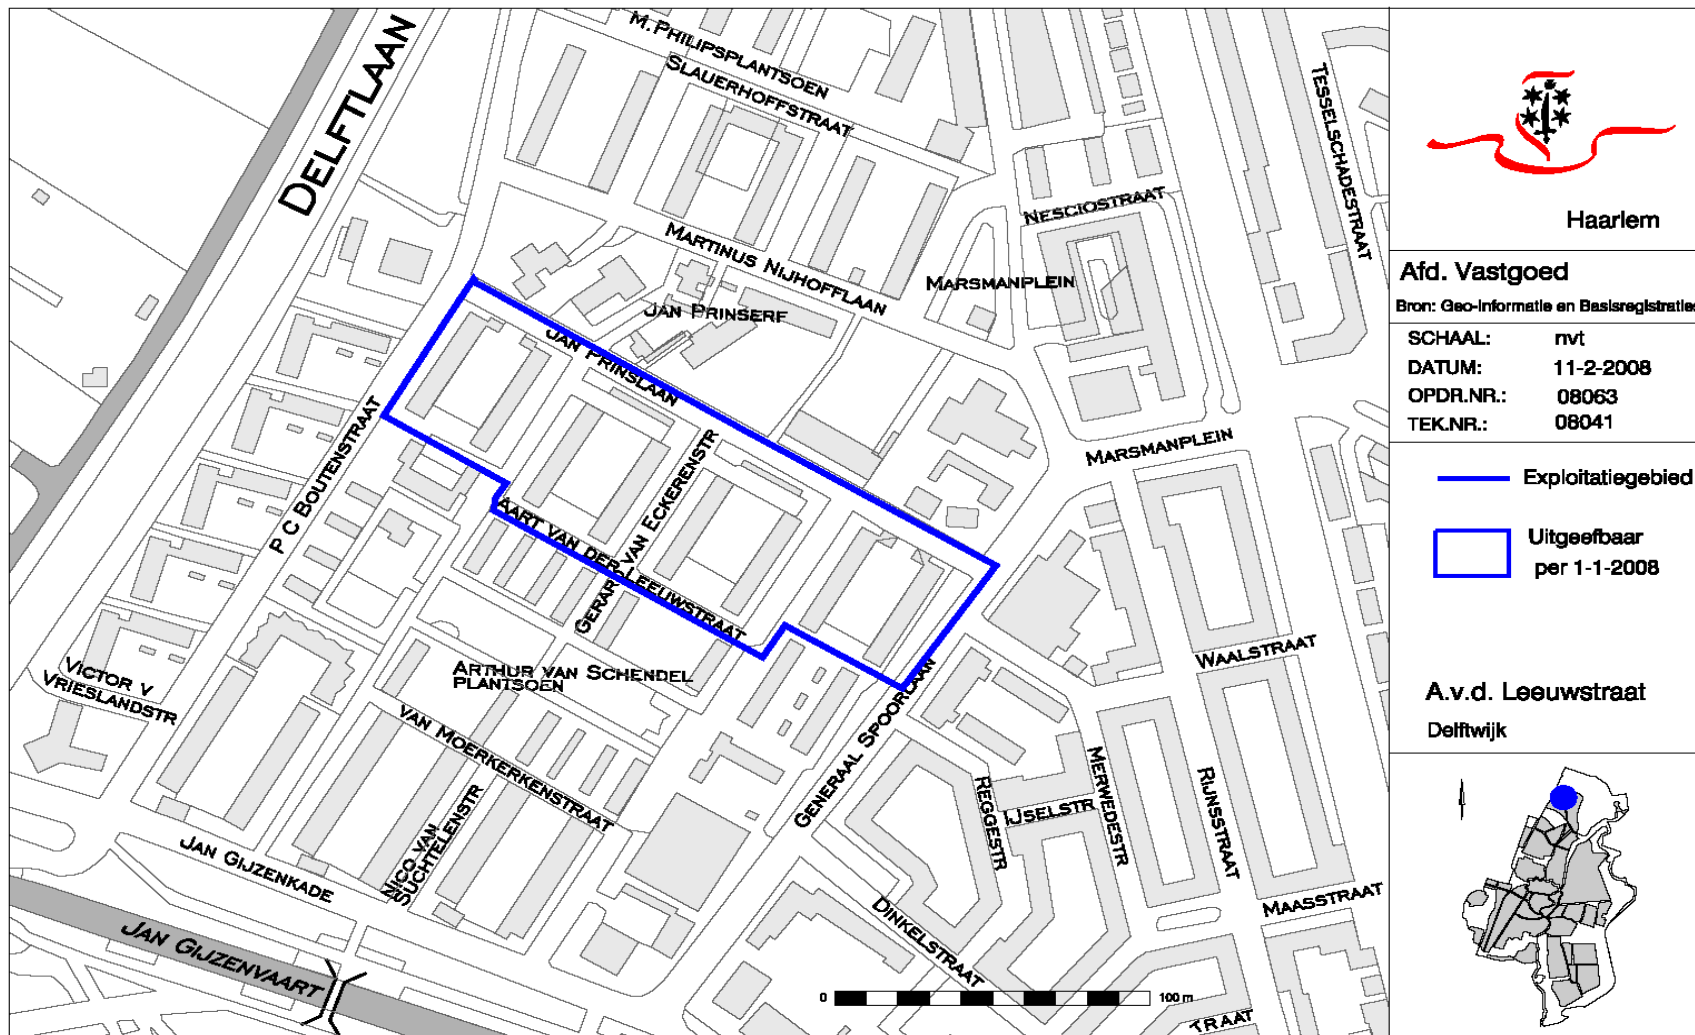 DELFTLAAN
M. PHILIPSPLANTSOEN
SLAUERHOFFSTRAAT
TESSELSCHADESTRAAT
NESCIOSTRAAT
MARTINUS NIJHOFFLAAN
MARSMANPLEIN
JAN PRINSERF
JAN PRINSLAAN
MARSMANPLEIN
P C BOUTENSTRAAT
GERARD VAN ECKERENSTR
AART VAN DER LEEUWSTRAAT
ARTHUR VAN SCHENDEL
PLANTSOEN
VICTOR V
VRIESLANDSTR
VAN MOERKERKENSTRAAT
NICO VAN
SUCHTELENSTR
GENERAAL SPOORLAAN
WAALSTRAAT
REGGESTR
IJSELSTR
MERWEDESTR
RIJNSSTRAAT
MAASSTRAAT
DINKELSTRAAT
JAN GIJZENKADE
JAN GIJZENVAART
TRAAT
0 100 m
Haarlem
Afd. Vastgoed
Bron: Geo-informatie en Basisregistraties
SCHAAL: nvt
DATUM: 11-2-2008
OPDR.NR.: 08063
TEK.NR.: 08041
Exploitatiegebied
Uitgeefbaar
per 1-1-2008
A.v.d. Leeuwstraat
Delftwijk